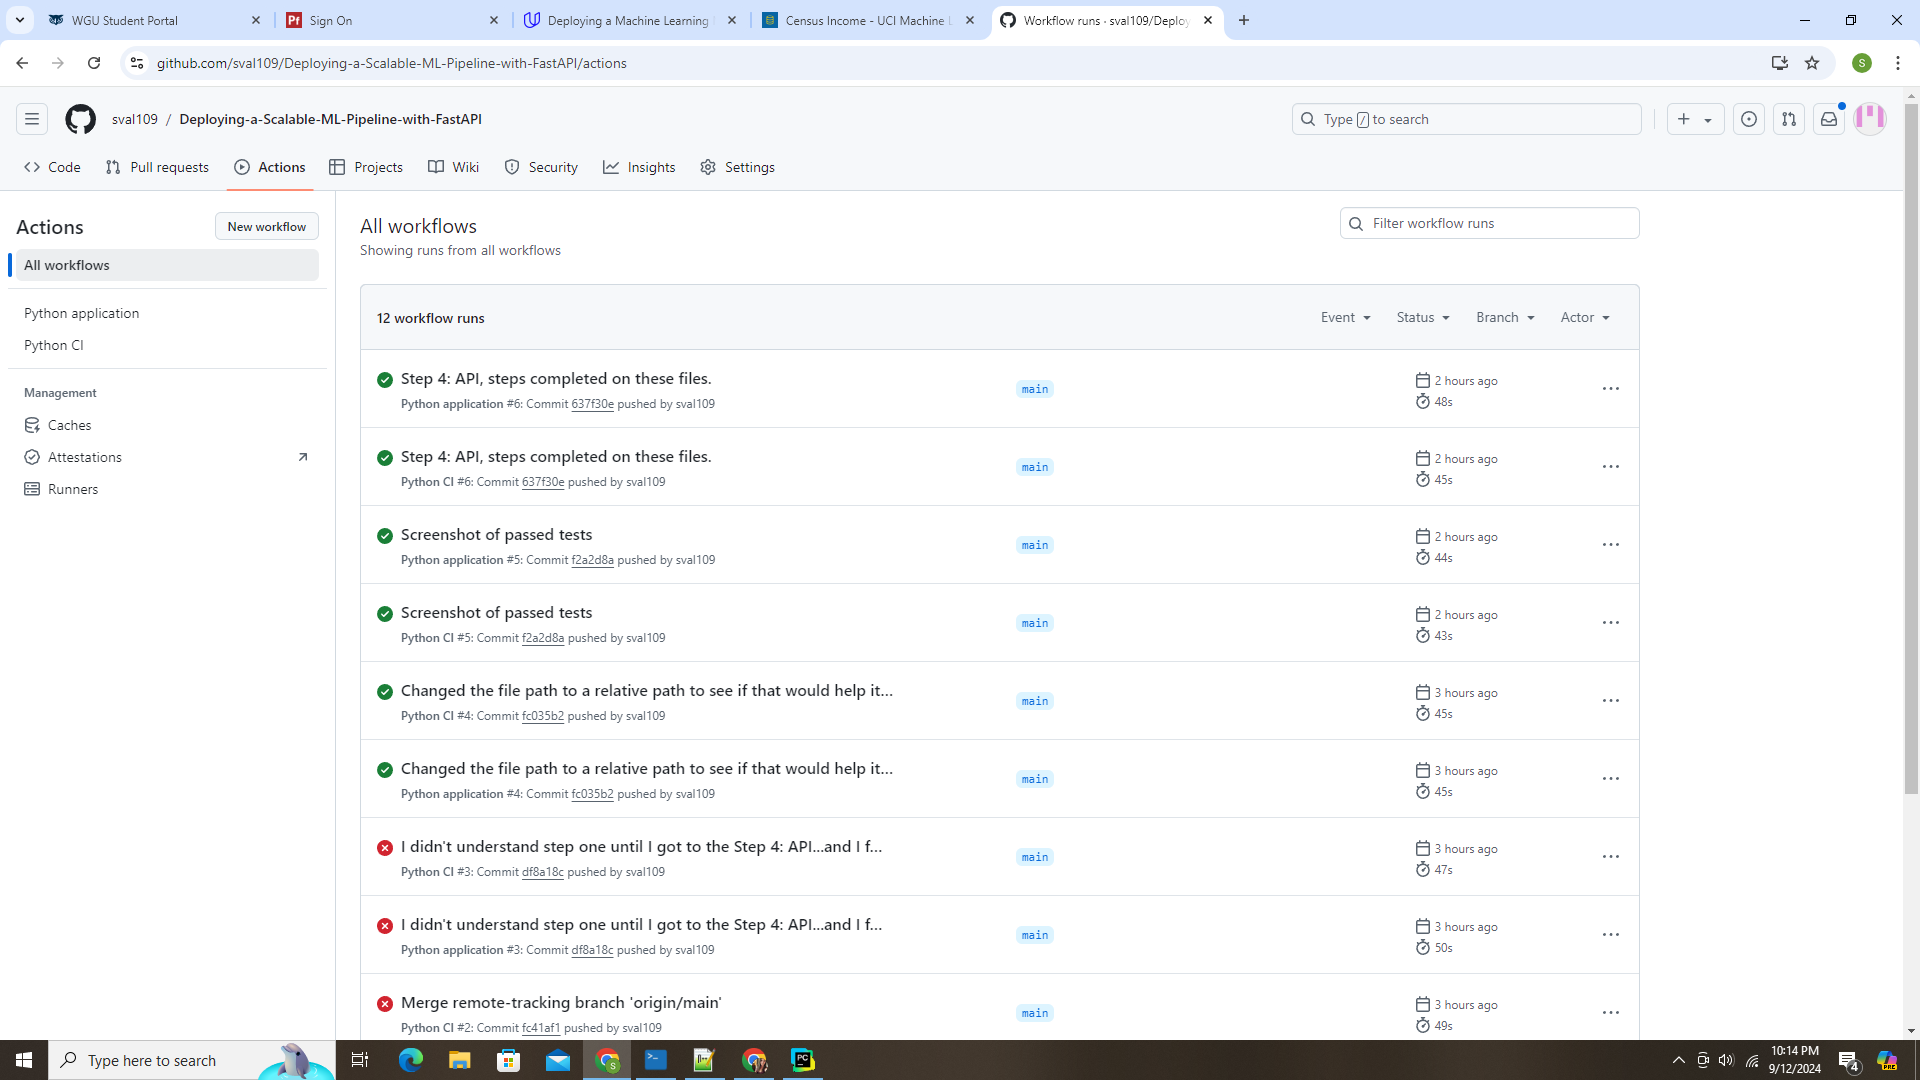 WGU Student Portal
Sign On
Deploying a Machine Learning
Census Income - UCI Machine L
Workflow runs · sval109/Deploy
github.com/sval109/Deploying-a-Scalable-ML-Pipeline-with-FastAPI/actions
S
sval109 / Deploying-a-Scalable-ML-Pipeline-with-FastAPI
Type / to search
Code
Pull requests
Actions
Projects
Wiki
Security
Insights
Settings
Actions
New workflow
All workflows
Python application
Python CI
Management
Caches
Attestations
Runners
All workflows
Showing runs from all workflows
Filter workflow runs
12 workflow runs
Event
Status
Branch
Actor
Step 4: API, steps completed on these files.
Python application #6: Commit 637f30e pushed by sval109
main
2 hours ago
48s
Step 4: API, steps completed on these files.
Python CI #6: Commit 637f30e pushed by sval109
main
2 hours ago
45s
Screenshot of passed tests
Python application #5: Commit f2a2d8a pushed by sval109
main
2 hours ago
44s
Screenshot of passed tests
Python CI #5: Commit f2a2d8a pushed by sval109
main
2 hours ago
43s
Changed the file path to a relative path to see if that would help it...
Python CI #4: Commit fc035b2 pushed by sval109
main
3 hours ago
45s
Changed the file path to a relative path to see if that would help it...
Python application #4: Commit fc035b2 pushed by sval109
main
3 hours ago
45s
I didn't understand step one until I got to the Step 4: API...and I f...
Python CI #3: Commit df8a18c pushed by sval109
main
3 hours ago
47s
I didn't understand step one until I got to the Step 4: API...and I f...
Python application #3: Commit df8a18c pushed by sval109
main
3 hours ago
50s
Merge remote-tracking branch 'origin/main'
Python CI #2: Commit fc41af1 pushed by sval109
main
3 hours ago
49s
Type here to search
10:14 PM
9/12/2024
4